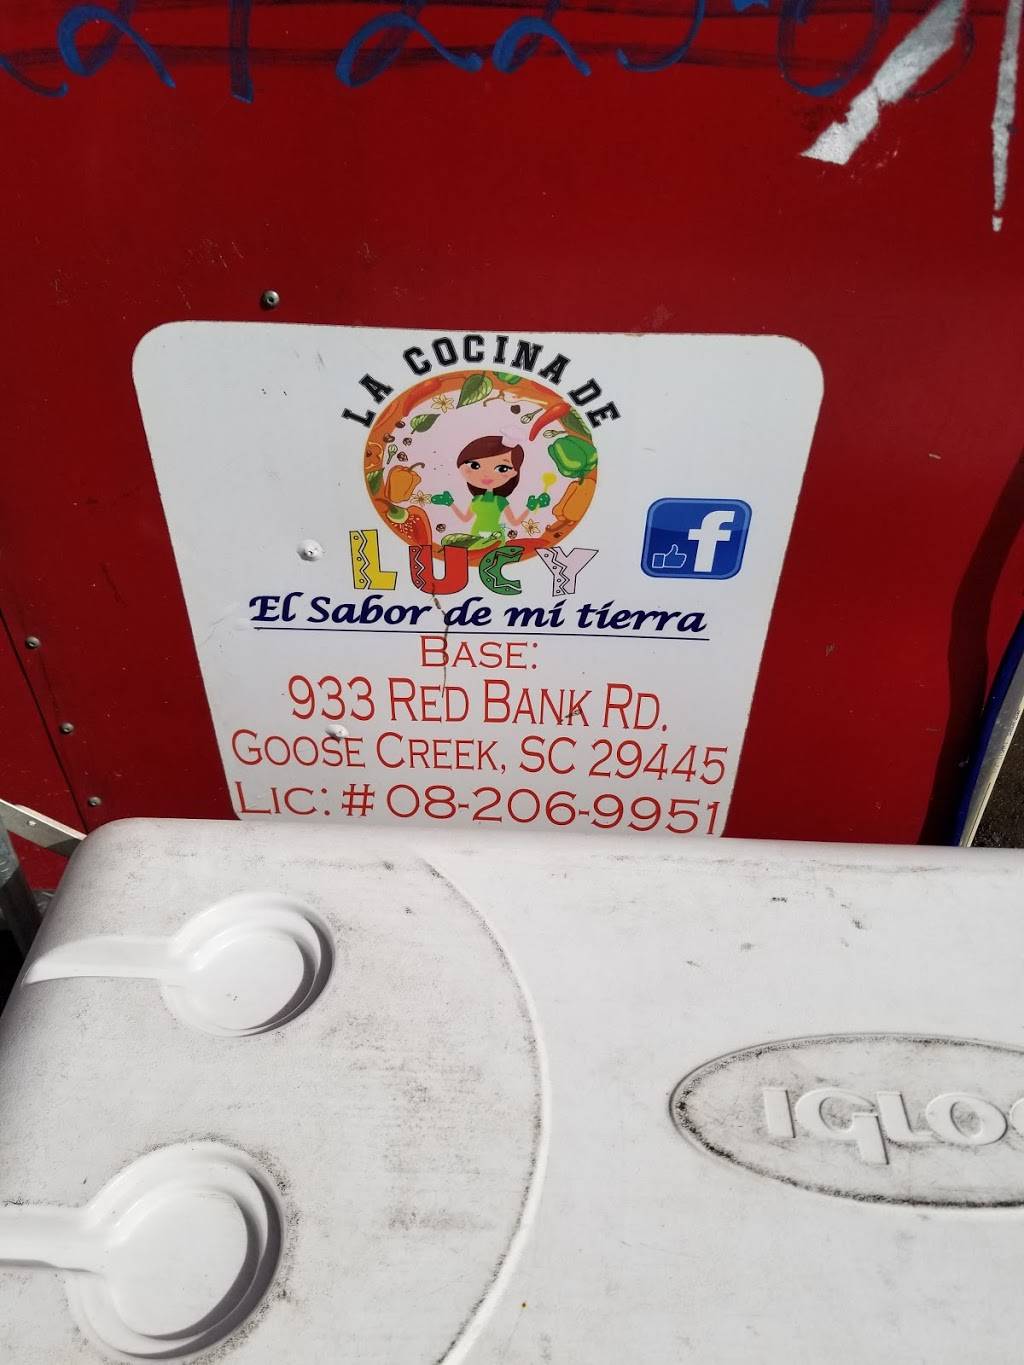 LA COCINA DE
LUCY
f
El Sabor de mi tierra
BASE:
933 RED BANK RD.
GOOSE CREEK, SC 29445
LIC: # 08-206-9951